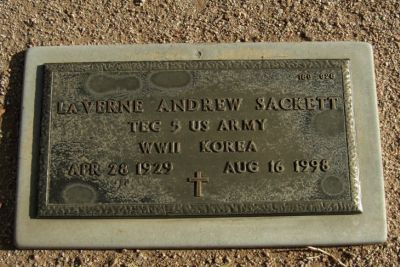 LAVERNE ANDREW SACKETT
TEC 5 US ARMY
WWII KOREA
APR 28 1929 AUG 16 1998